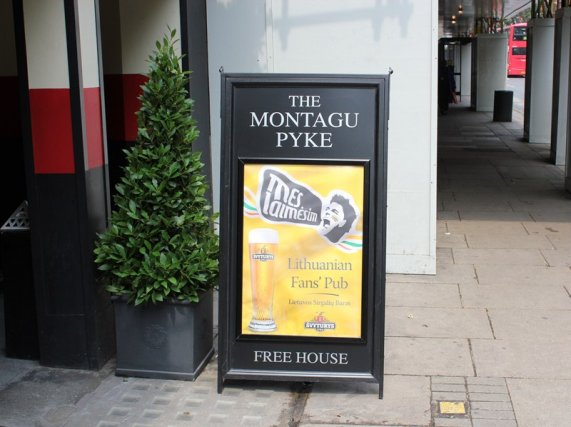 THE
MONTAGU
PYKE
Mes
laimėsim
Lithuanian
Fans' Pub
Lietuvos Sirgalių Baras
ŠVYTURYS
ŠVYTURYS
FREE HOUSE